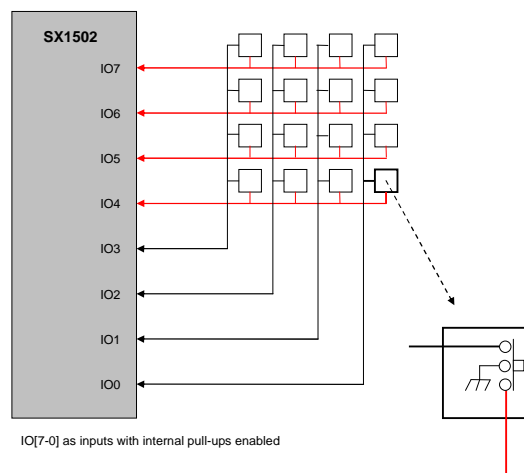 SX1502
IO7
IO6
IO5
IO4
IO3
IO2
IO1
IO0
IO[7-0] as inputs with internal pull-ups enabled